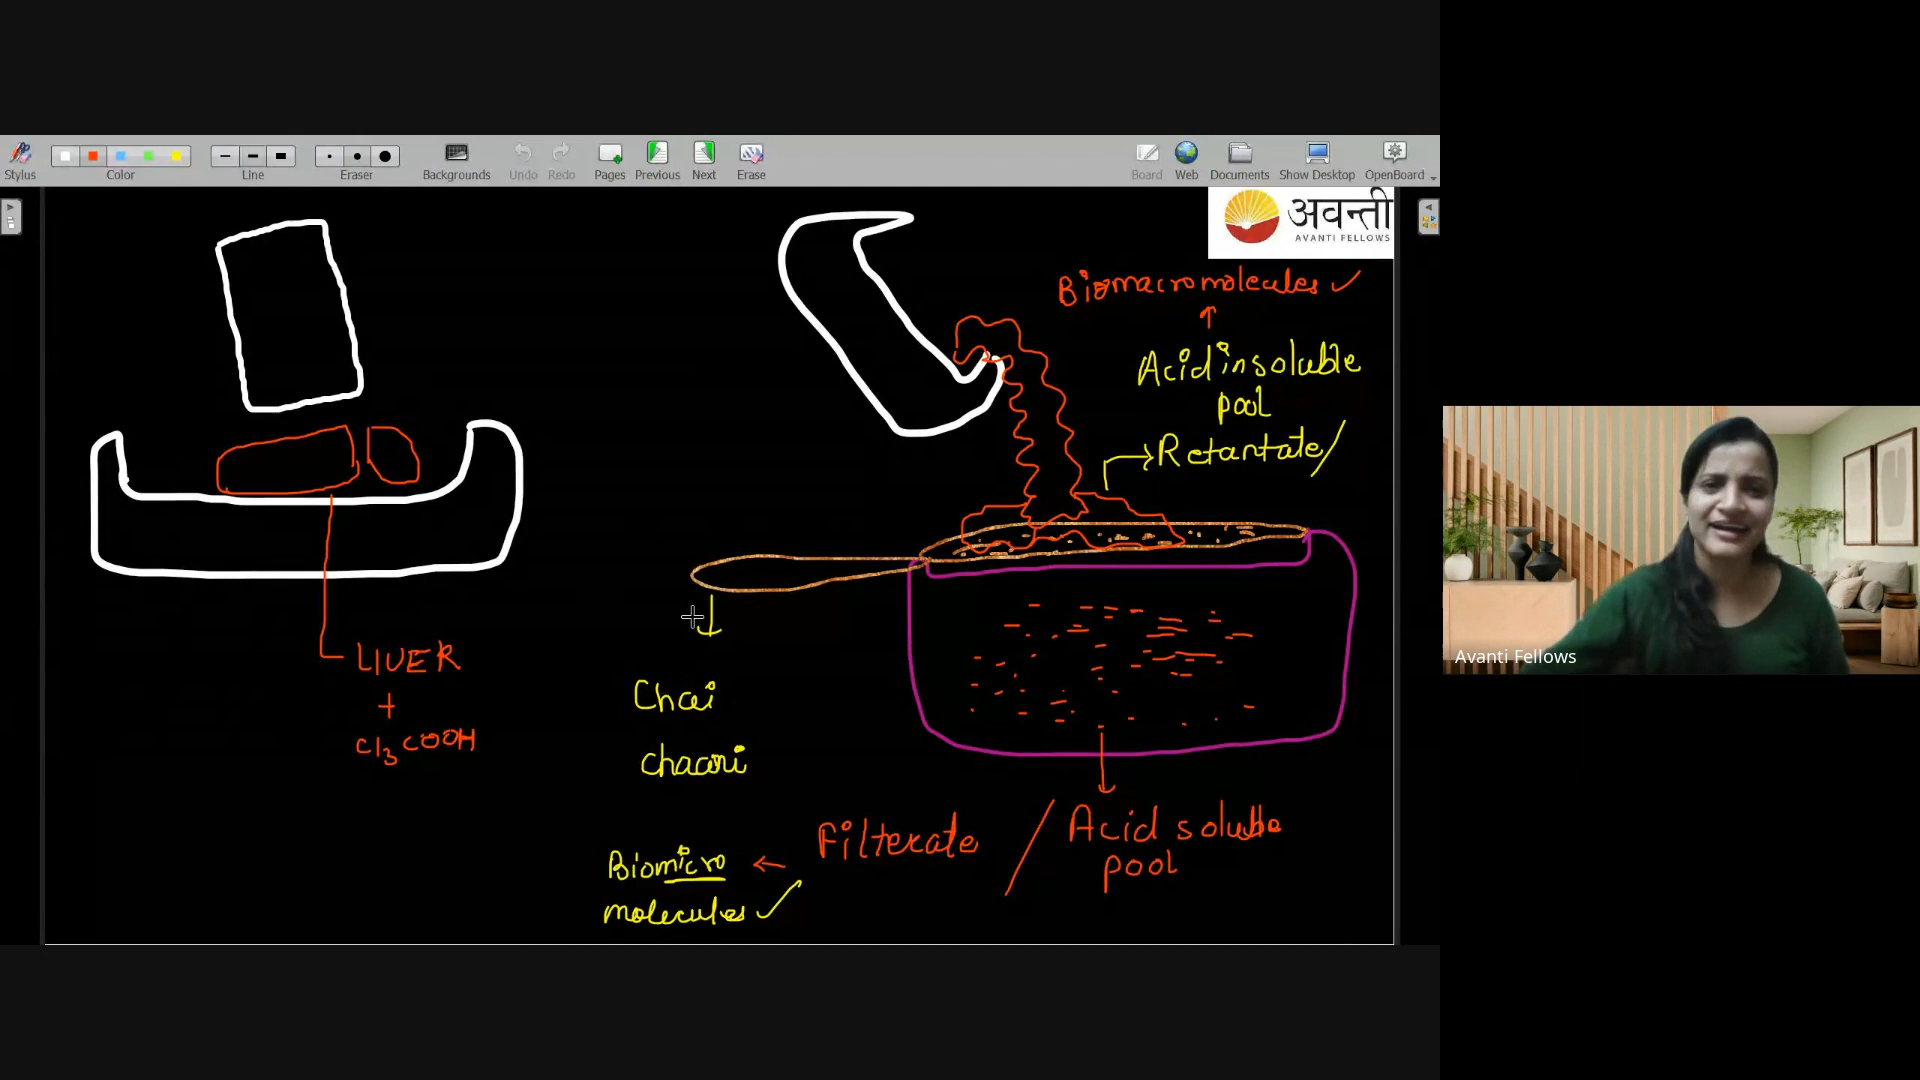 Stylus
Color
Line
Eraser
Backgrounds
Undo
Redo
Pages
Previous
Next
Erase
Board
Web
Documents
Show Desktop
OpenBoard
अवन्ती
AVANTI FELLOWS
Biomacromolecules ✓
↑
Acid insoluble
pool
→ Retantate/
LIVER
+
Cl3COOH
Chai
Filterate / Acid soluble
pool
Biomicro ←
molecules ✓
Avanti Fellows